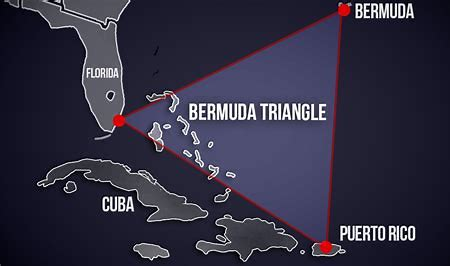 BERMUDA
FLORIDA
BERMUDA TRIANGLE
CUBA
PUERTO RICO